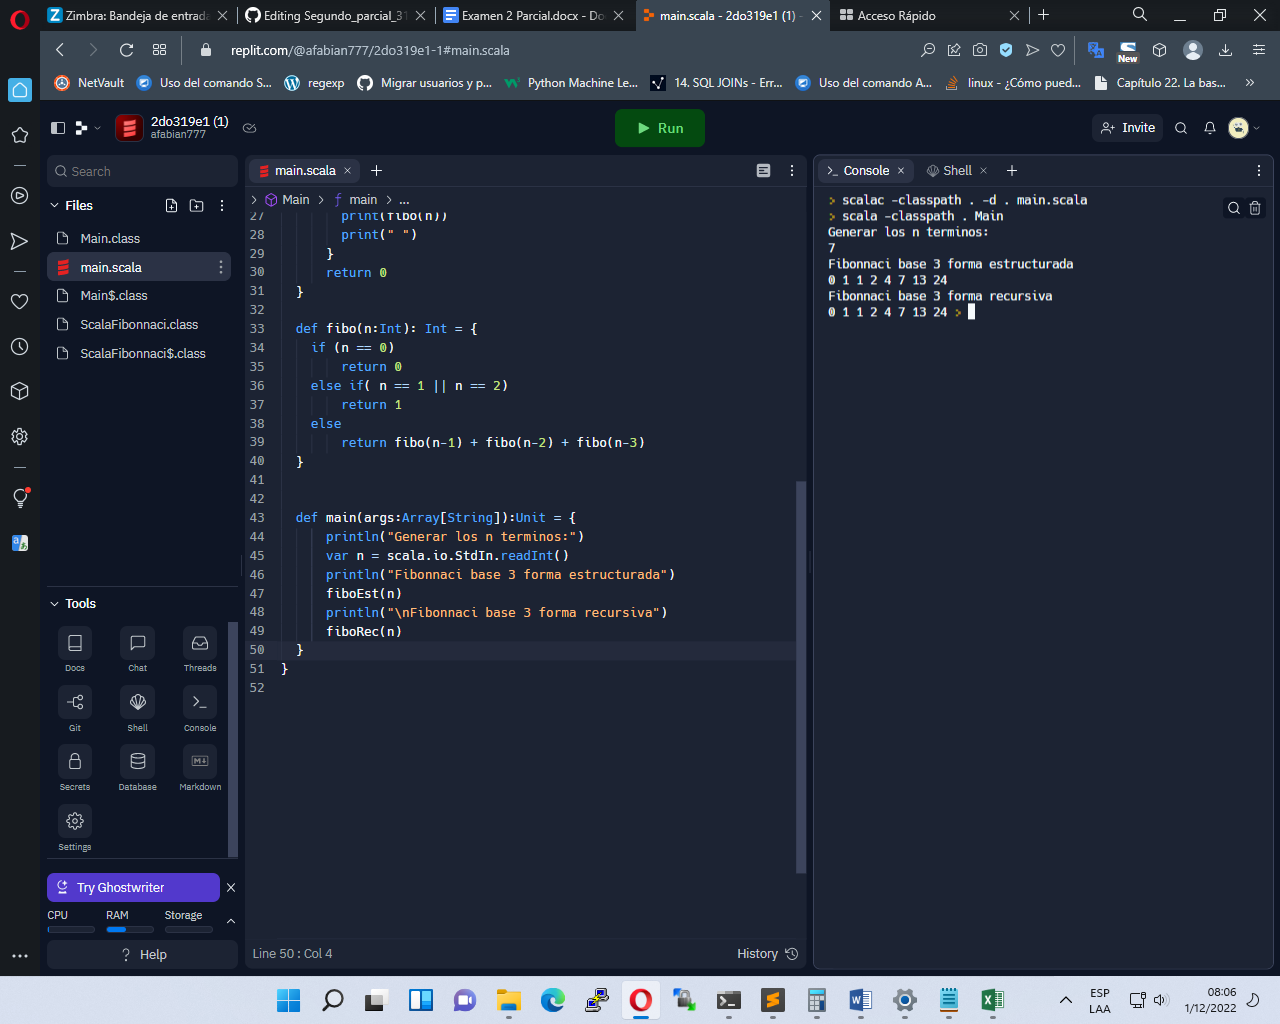 Zimbra: Bandeja de entrada
Editing Segundo_parcial_31
Examen 2 Parcial.docx - Do
main.scala - 2do319e1 (1) -
Acceso Rápido
replit.com/@afabian777/2do319e1-1#main.scala
New
NetVault
Uso del comando S...
regexp
Migrar usuarios y p...
Python Machine Le...
14. SQL JOINs - Err...
Uso del comando A...
linux - ¿Cómo pued...
Capítulo 22. La bas...
2do319e1 (1)
afabian777
Run
Invite
Search
Files
Main.class
main.scala
Main$.class
ScalaFibonnaci.class
ScalaFibonnaci$.class
Tools
Docs
Chat
Threads
Git
Shell
Console
Secrets
Database
Markdown
Settings
Try Ghostwriter
CPU
RAM
Storage
? Help
main.scala
Main > main > ...
27 print(fibo(n))
28 print(" ")
29 }
30 return 0
31 }
32
33 def fibo(n:Int): Int = {
34 if (n == 0)
35 return 0
36 else if( n == 1 || n == 2)
37 return 1
38 else
39 return fibo(n-1) + fibo(n-2) + fibo(n-3)
40 }
41
42
43 def main(args:Array[String]):Unit = {
44 println("Generar los n terminos:")
45 var n = scala.io.StdIn.readInt()
46 println("Fibonnaci base 3 forma estructurada")
47 fiboEst(n)
48 println("\nFibonnaci base 3 forma recursiva")
49 fiboRec(n)
50 }
51 }
52
Line 50 : Col 4
History
Console
Shell
> scalac -classpath . -d . main.scala
> scala -classpath . Main
Generar los n terminos:
7
Fibonnaci base 3 forma estructurada
0 1 1 2 4 7 13 24
Fibonnaci base 3 forma recursiva
0 1 1 2 4 7 13 24 >
ESP
LAA
08:06
1/12/2022